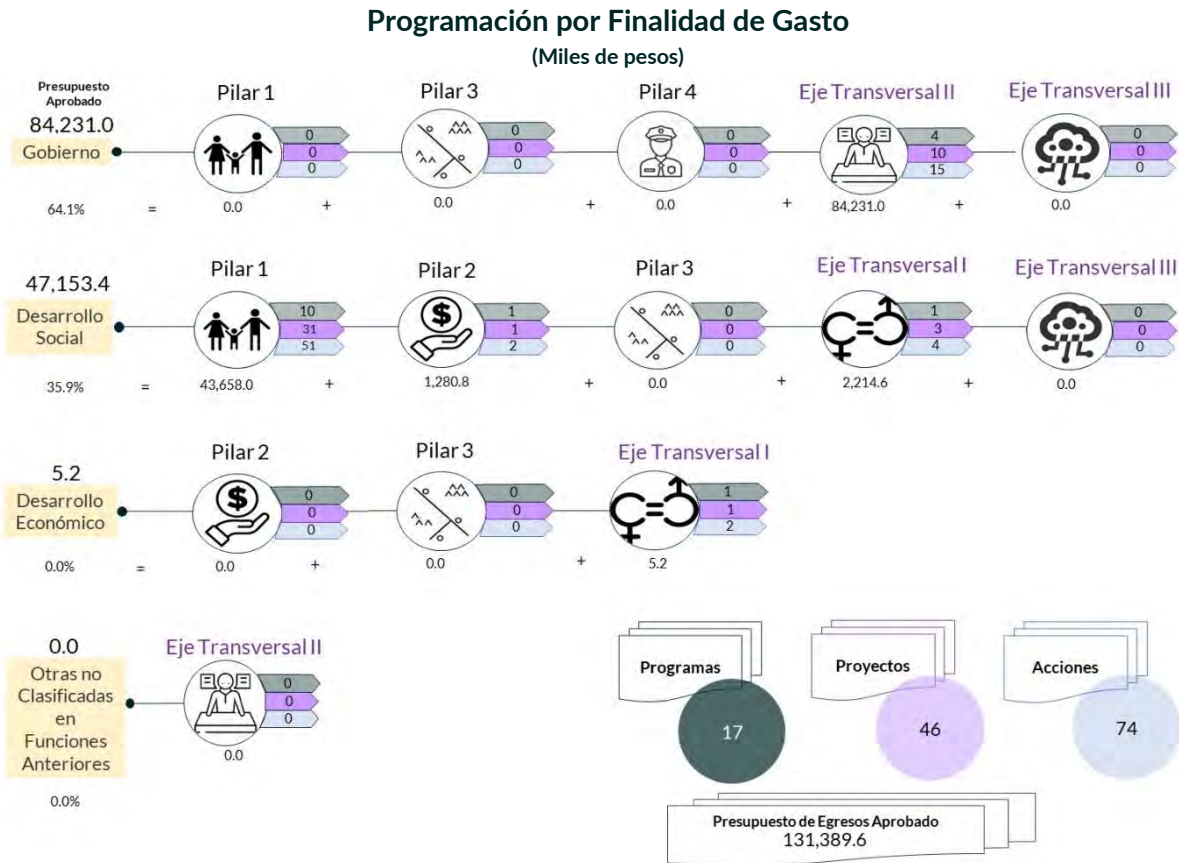 Programación por Finalidad de Gasto
(Miles de pesos)
Presupuesto
Aprobado
84,231.0
Gobierno
64.1%
=
Pilar 1
0
0
0
0.0
+
Pilar 3
0
0
0
0.0
+
Pilar 4
0
0
0
0.0
+
Eje Transversal II
4
10
15
84,231.0
+
Eje Transversal III
0
0
0
0.0
47,153.4
Desarrollo
Social
35.9%
=
Pilar 1
10
31
51
43,658.0
+
Pilar 2
$
1
1
2
1,280.8
+
Pilar 3
0
0
0
0.0
+
Eje Transversal I
1
3
4
2,214.6
+
Eje Transversal III
0
0
0
0.0
5.2
Desarrollo
Económico
0.0%
=
Pilar 2
$
0
0
0
0.0
+
Pilar 3
0
0
0
0.0
+
Eje Transversal I
1
1
2
5.2
0.0
Otras no
Clasificadas
en
Funciones
Anteriores
0.0%
Eje Transversal II
0
0
0
0.0
Programas
17
Proyectos
46
Acciones
74
Presupuesto de Egresos Aprobado
131,389.6